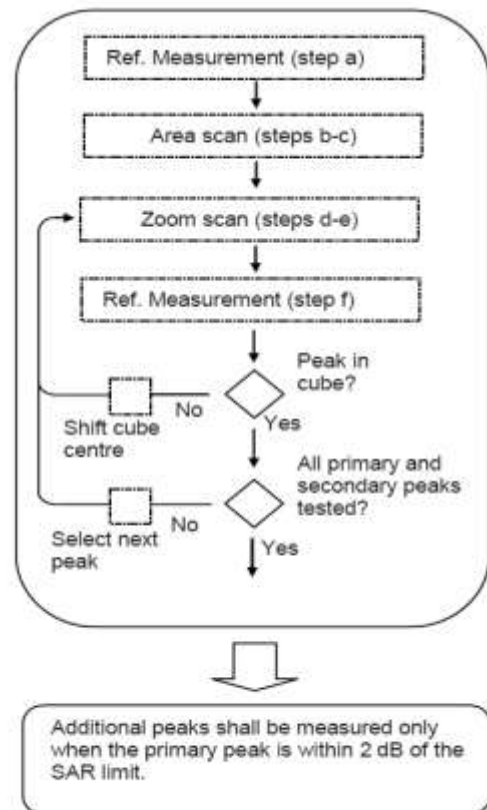 Ref. Measurement (step a)
Area scan (steps b-c)
Zoom scan (steps d-e)
Ref. Measurement (step f)
Peak in
cube?
No
Yes
Shift cube
centre
All primary and
secondary peaks
tested?
No
Yes
Select next
peak
Additional peaks shall be measured only
when the primary peak is within 2 dB of the
SAR limit.